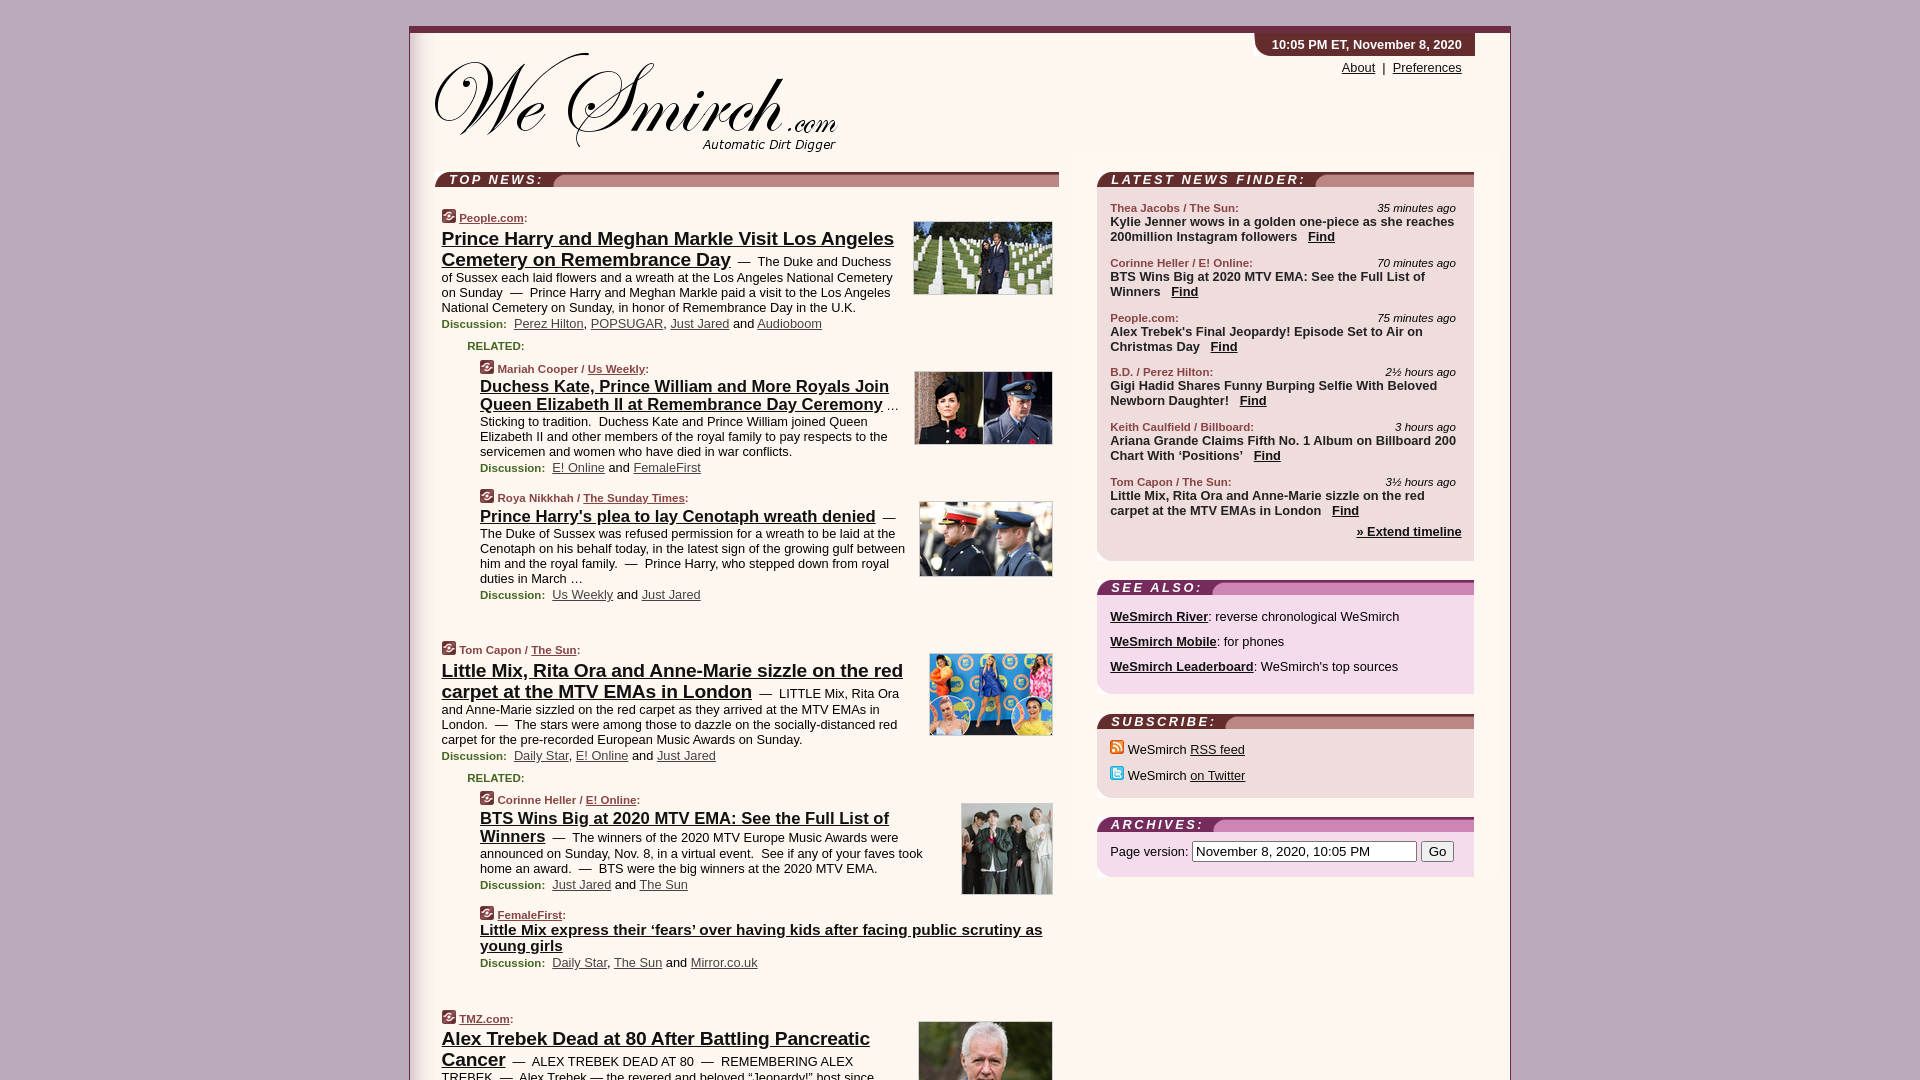 10:05 PM ET, November 8, 2020
About | Preferences
We Smirch.com
Automatic Dirt Digger
TOP NEWS:
People.com:
Prince Harry and Meghan Markle Visit Los Angeles
Cemetery on Remembrance Day — The Duke and Duchess
of Sussex each laid flowers and a wreath at the Los Angeles National Cemetery
on Sunday — Prince Harry and Meghan Markle paid a visit to the Los Angeles
National Cemetery on Sunday, in honor of Remembrance Day in the U.K.
Discussion: Perez Hilton, POPSUGAR, Just Jared and Audioboom
RELATED:
Mariah Cooper / Us Weekly:
Duchess Kate, Prince William and More Royals Join
Queen Elizabeth II at Remembrance Day Ceremony …
Sticking to tradition. Duchess Kate and Prince William joined Queen
Elizabeth II and other members of the royal family to pay respects to the
servicemen and women who have died in war conflicts.
Discussion: E! Online and FemaleFirst
Roya Nikkhah / The Sunday Times:
Prince Harry's plea to lay Cenotaph wreath denied —
The Duke of Sussex was refused permission for a wreath to be laid at the
Cenotaph on his behalf today, in the latest sign of the growing gulf between
him and the royal family. — Prince Harry, who stepped down from royal
duties in March …
Discussion: Us Weekly and Just Jared
Tom Capon / The Sun:
Little Mix, Rita Ora and Anne-Marie sizzle on the red
carpet at the MTV EMAs in London — LITTLE Mix, Rita Ora
and Anne-Marie sizzled on the red carpet as they arrived at the MTV EMAs in
London. — The stars were among those to dazzle on the socially-distanced red
carpet for the pre-recorded European Music Awards on Sunday.
Discussion: Daily Star, E! Online and Just Jared
RELATED:
Corinne Heller / E! Online:
BTS Wins Big at 2020 MTV EMA: See the Full List of
Winners — The winners of the 2020 MTV Europe Music Awards were
announced on Sunday, Nov. 8, in a virtual event. See if any of your faves took
home an award. — BTS were the big winners at the 2020 MTV EMA.
Discussion: Just Jared and The Sun
FemaleFirst:
Little Mix express their ‘fears’ over having kids after facing public scrutiny as
young girls
Discussion: Daily Star, The Sun and Mirror.co.uk
TMZ.com:
Alex Trebek Dead at 80 After Battling Pancreatic
Cancer — ALEX TREBEK DEAD AT 80 — REMEMBERING ALEX
TREBEK — Alex Trebek — the revered and beloved “Jeopardy!” host since
LATEST NEWS FINDER:
Thea Jacobs / The Sun: 35 minutes ago
Kylie Jenner wows in a golden one-piece as she reaches
200million Instagram followers Find
Corinne Heller / E! Online: 70 minutes ago
BTS Wins Big at 2020 MTV EMA: See the Full List of
Winners Find
People.com: 75 minutes ago
Alex Trebek's Final Jeopardy! Episode Set to Air on
Christmas Day Find
B.D. / Perez Hilton: 2½ hours ago
Gigi Hadid Shares Funny Burping Selfie With Beloved
Newborn Daughter! Find
Keith Caulfield / Billboard: 3 hours ago
Ariana Grande Claims Fifth No. 1 Album on Billboard 200
Chart With ‘Positions’ Find
Tom Capon / The Sun: 3½ hours ago
Little Mix, Rita Ora and Anne-Marie sizzle on the red
carpet at the MTV EMAs in London Find
» Extend timeline
SEE ALSO:
WeSmirch River: reverse chronological WeSmirch
WeSmirch Mobile: for phones
WeSmirch Leaderboard: WeSmirch's top sources
SUBSCRIBE:
WeSmirch RSS feed
WeSmirch on Twitter
ARCHIVES:
Page version: November 8, 2020, 10:05 PM Go